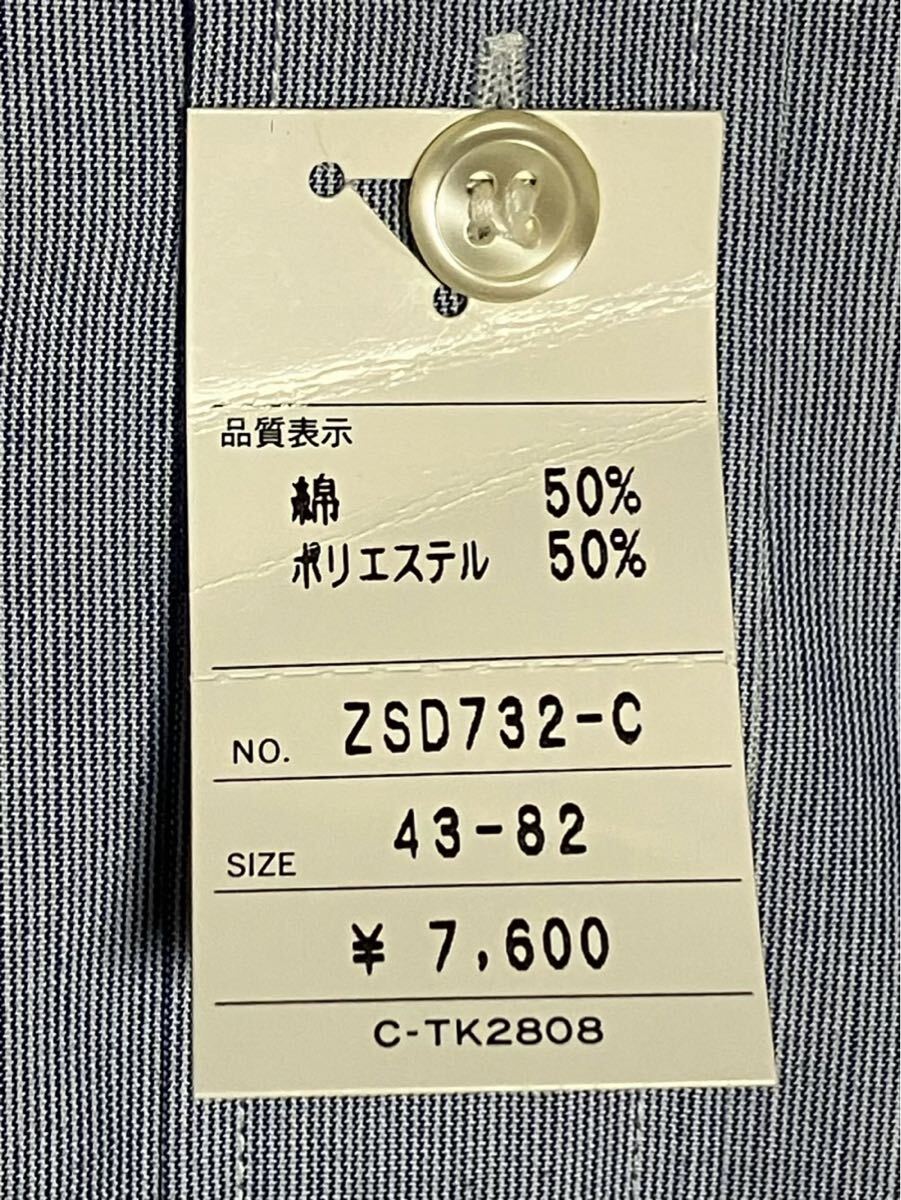 品質表示
綿 50%
ポリエステル 50%
NO. ZSD732-C
SIZE 43-82
¥ 7,600
C-TK2808